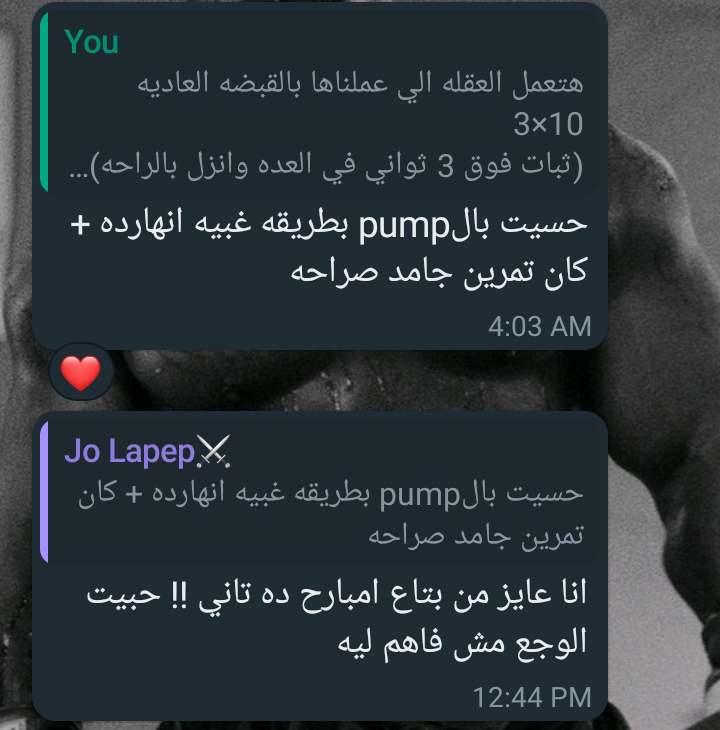 You
هتعمل العقله الي عملناها بالقبضه العاديه
3×10
(ثبات فوق 3 ثواني في العده وانزل بالراحه)...
حسيت بالpump بطريقه غبيه انهارده +
كان تمرين جامد صراحه
4:03 AM
❤️
Jo Lapep⚔️
حسيت بالpump بطريقه غبيه انهارده + كان
تمرين جامد صراحه
انا عايز من بتاع امبارح ده تاني !! حبيت
الوجع مش فاهم ليه
12:44 PM